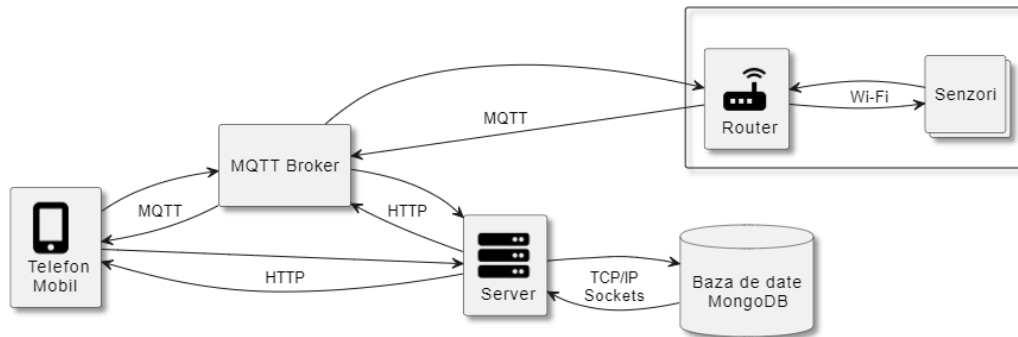 Router
Wi-Fi
Senzori
MQTT
MQTT Broker
MQTT
HTTP
Telefon
Mobil
HTTP
Server
TCP/IP
Sockets
Baza de date
MongoDB